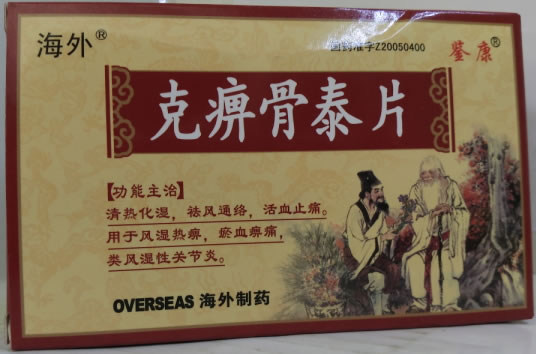 海外®
国药准字Z20050400
鉴康®
克痹骨泰片
【功能主治】
清热化湿，祛风通络，活血止痛。
用于风湿热痹，瘀血痹痛，
类风湿性关节炎。
OVERSEAS 海外制药